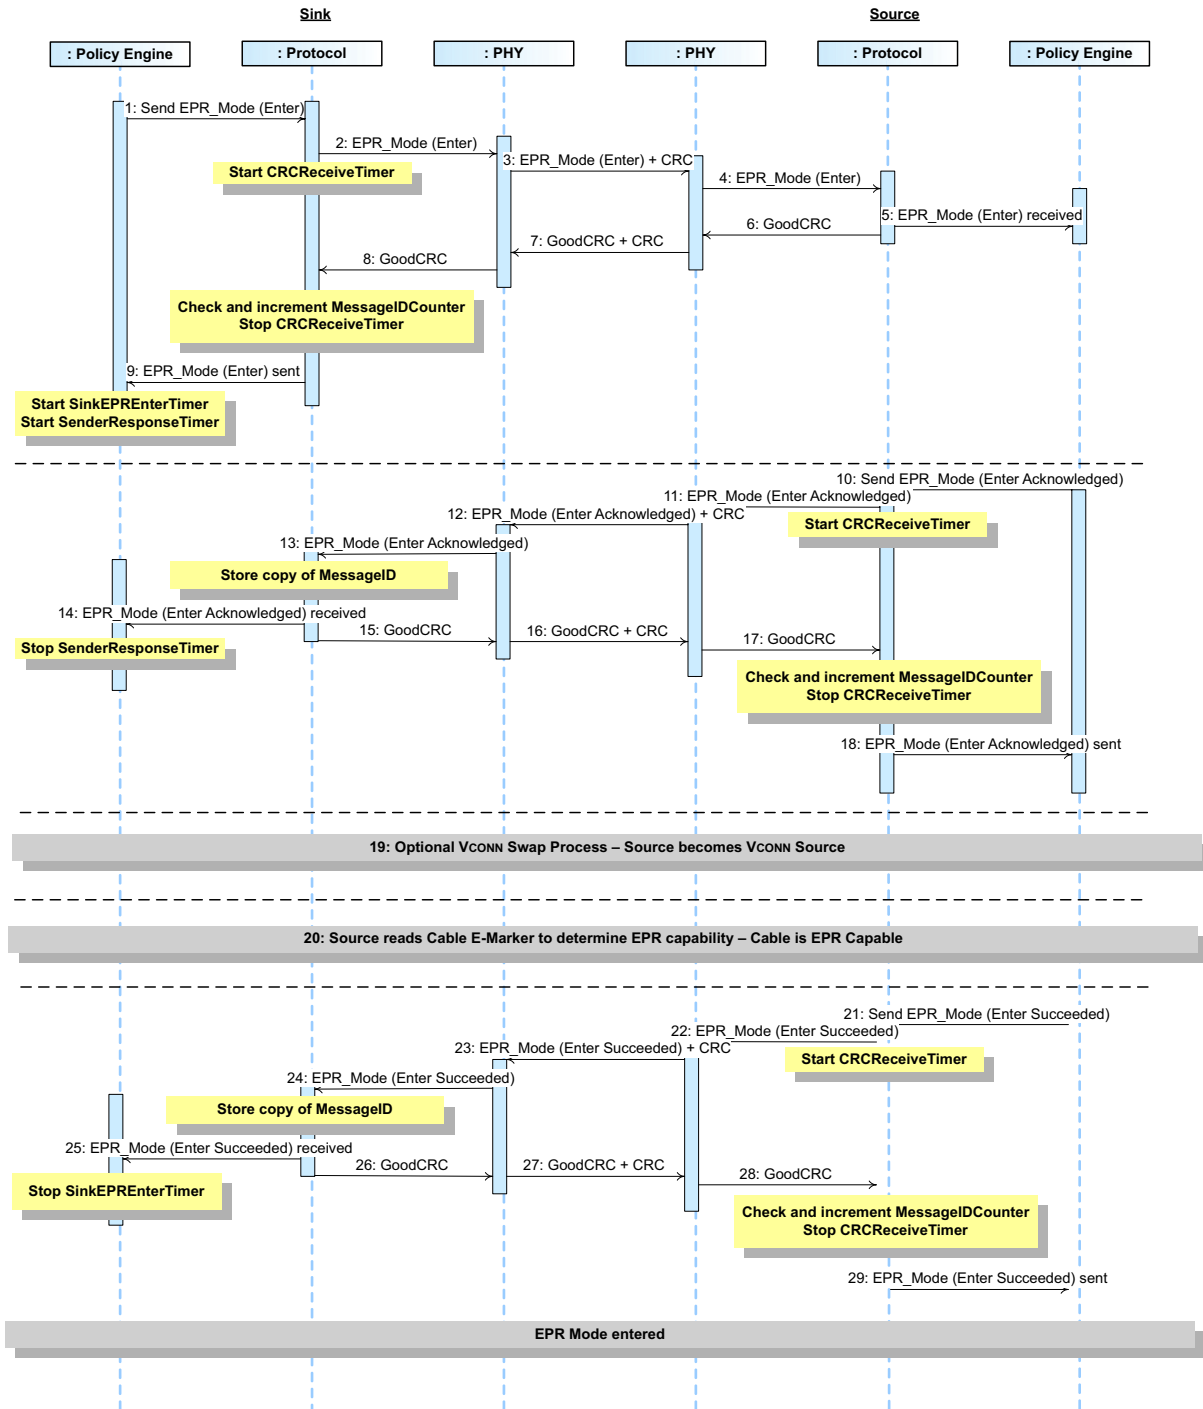 Sink
Source
: Policy Engine
: Protocol
: PHY
: PHY
: Protocol
: Policy Engine
1: Send EPR_Mode (Enter)
2: EPR_Mode (Enter)
Start CRCReceiveTimer
3: EPR_Mode (Enter) + CRC
4: EPR_Mode (Enter)
5: EPR_Mode (Enter) received
6: GoodCRC
7: GoodCRC + CRC
8: GoodCRC
Check and increment MessageIDCounter
Stop CRCReceiveTimer
9: EPR_Mode (Enter) sent
Start SinkEPREnterTimer
Start SenderResponseTimer
10: Send EPR_Mode (Enter Acknowledged)
11: EPR_Mode (Enter Acknowledged)
Start CRCReceiveTimer
12: EPR_Mode (Enter Acknowledged) + CRC
13: EPR_Mode (Enter Acknowledged)
Store copy of MessageID
14: EPR_Mode (Enter Acknowledged) received
15: GoodCRC
16: GoodCRC + CRC
17: GoodCRC
Stop SenderResponseTimer
Check and increment MessageIDCounter
Stop CRCReceiveTimer
18: EPR_Mode (Enter Acknowledged) sent
19: Optional VCONN Swap Process – Source becomes VCONN Source
20: Source reads Cable E-Marker to determine EPR capability – Cable is EPR Capable
21: Send EPR_Mode (Enter Succeeded)
22: EPR_Mode (Enter Succeeded)
Start CRCReceiveTimer
23: EPR_Mode (Enter Succeeded) + CRC
24: EPR_Mode (Enter Succeeded)
Store copy of MessageID
25: EPR_Mode (Enter Succeeded) received
26: GoodCRC
27: GoodCRC + CRC
28: GoodCRC
Stop SinkEPREnterTimer
Check and increment MessageIDCounter
Stop CRCReceiveTimer
29: EPR_Mode (Enter Succeeded) sent
EPR Mode entered